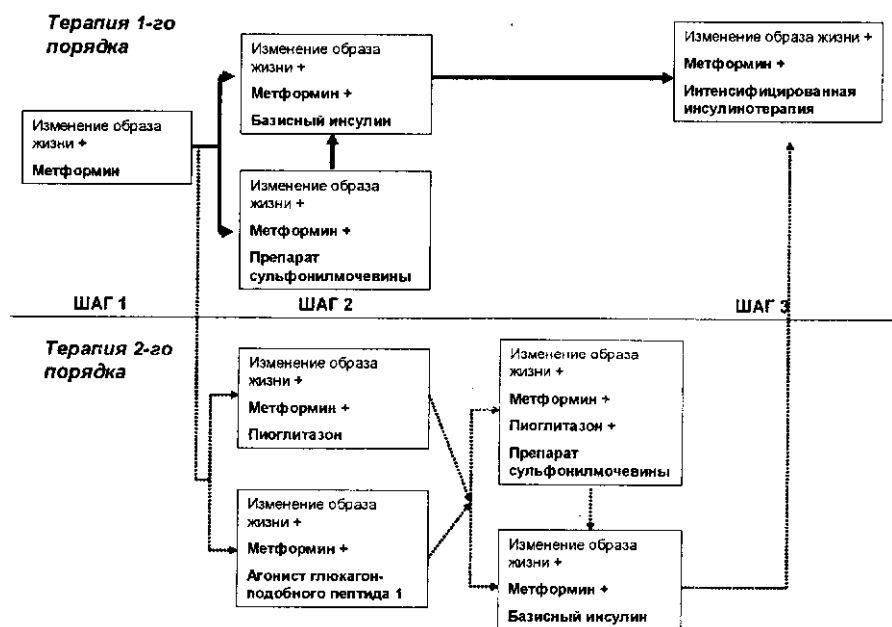 Терапия 1-го
порядка
Изменение образа
жизни +
Метформин
Изменение образа
жизни +
Метформин +
Базисный инсулин
Изменение образа
жизни +
Метформин +
Препарат
сульфонилмочевины
Изменение образа жизни +
Метформин +
Интенсифицированная
инсулинотерапия
ШАГ 1
ШАГ 2
ШАГ 3
Терапия 2-го
порядка
Изменение образа
жизни +
Метформин +
Пиоглитазон
Изменение образа
жизни +
Метформин +
Агонист глюкагон-
подобного пептида 1
Изменение образа
жизни +
Метформин +
Пиоглитазон +
Препарат
сульфонилмочевины
Изменение образа
жизни +
Метформин +
Базисный инсулин